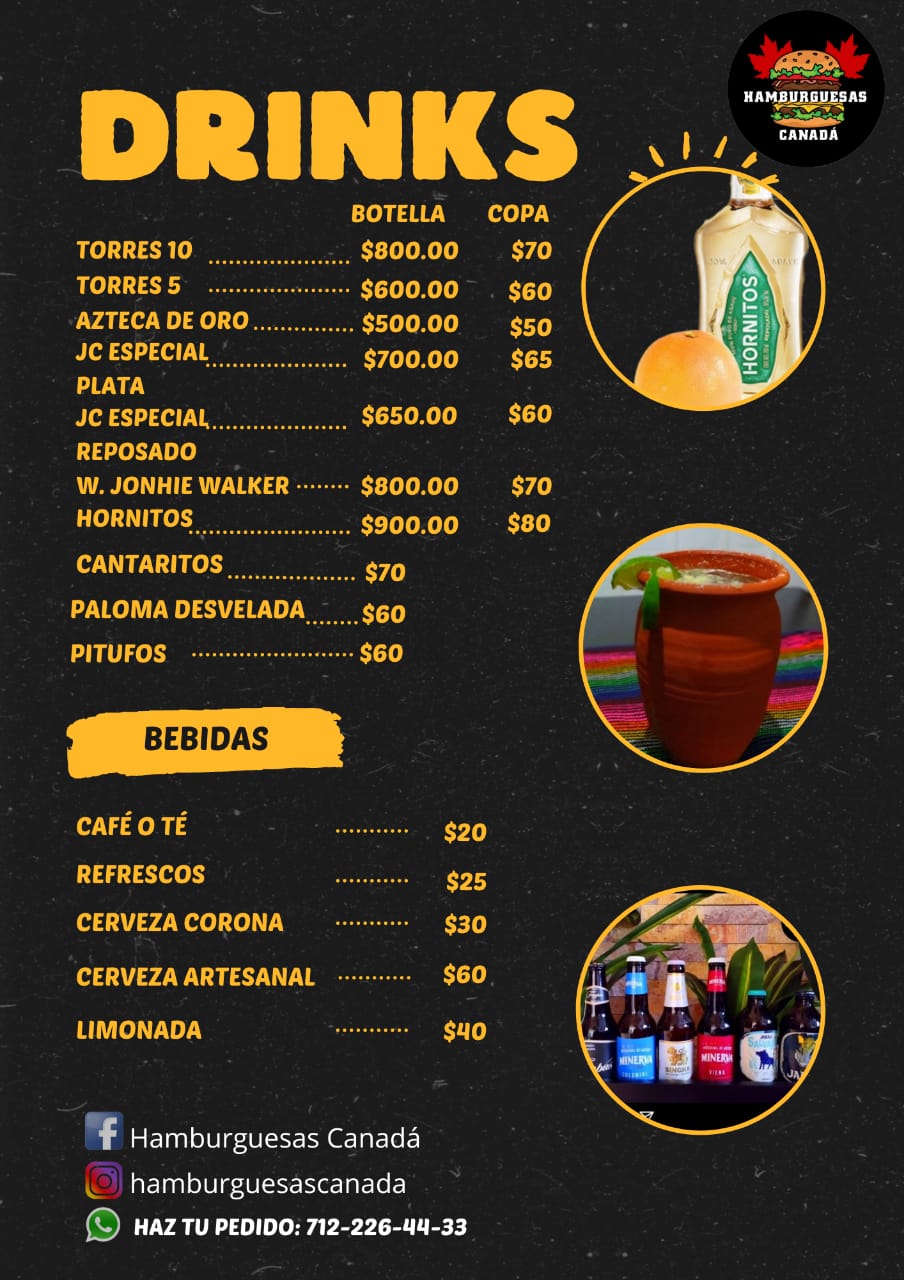 HAMBURGUESAS
CANADÁ
DRINKS
BOTELLA COPA
TORRES 10 .................... $800.00 $70
TORRES 5 .................... $600.00 $60
AZTECA DE ORO .............. $500.00 $50
JC ESPECIAL .................... $700.00 $65
PLATA
JC ESPECIAL .................... $650.00 $60
REPOSADO
W. JONHIE WALKER ........ $800.00 $70
HORNITOS ....................... $900.00 $80
CANTARITOS .................. $70
PALOMA DESVELADA ....... $60
PITUFOS ....................... $60
HORNITOS
BEBIDAS
CAFÉ O TÉ ........... $20
REFRESCOS ........... $25
CERVEZA CORONA ........... $30
CERVEZA ARTESANAL ........... $60
LIMONADA ........... $40
MINERVA
COLONIAL
SINGHA
MINERVA
VIENA
Hamburguesas Canadá
hamburguesascanada
HAZ TU PEDIDO: 712-226-44-33